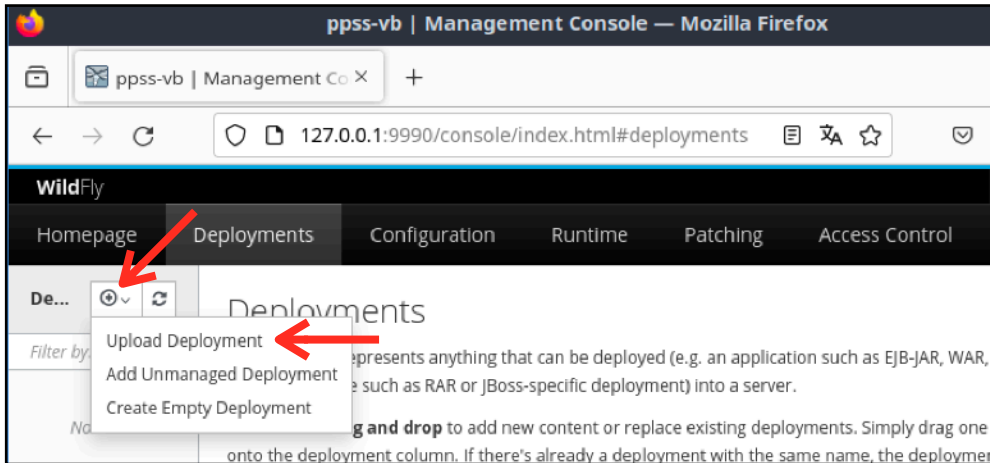 ppss-vb | Management Console — Mozilla Firefox
ppss-vb | Management Co
127.0.0.1:9990/console/index.html#deployments
WildFly
Homepage Deployments Configuration Runtime Patching Access Control
De...
Deployments
Upload Deployment
Filter by:
represents anything that can be deployed (e.g. an application such as EJB-JAR, WAR,
Add Unmanaged Deployment
such as RAR or JBoss-specific deployment) into a server.
Create Empty Deployment
No
and drop to add new content or replace existing deployments. Simply drag one
onto the deployment column. If there's already a deployment with the same name, the deploymen